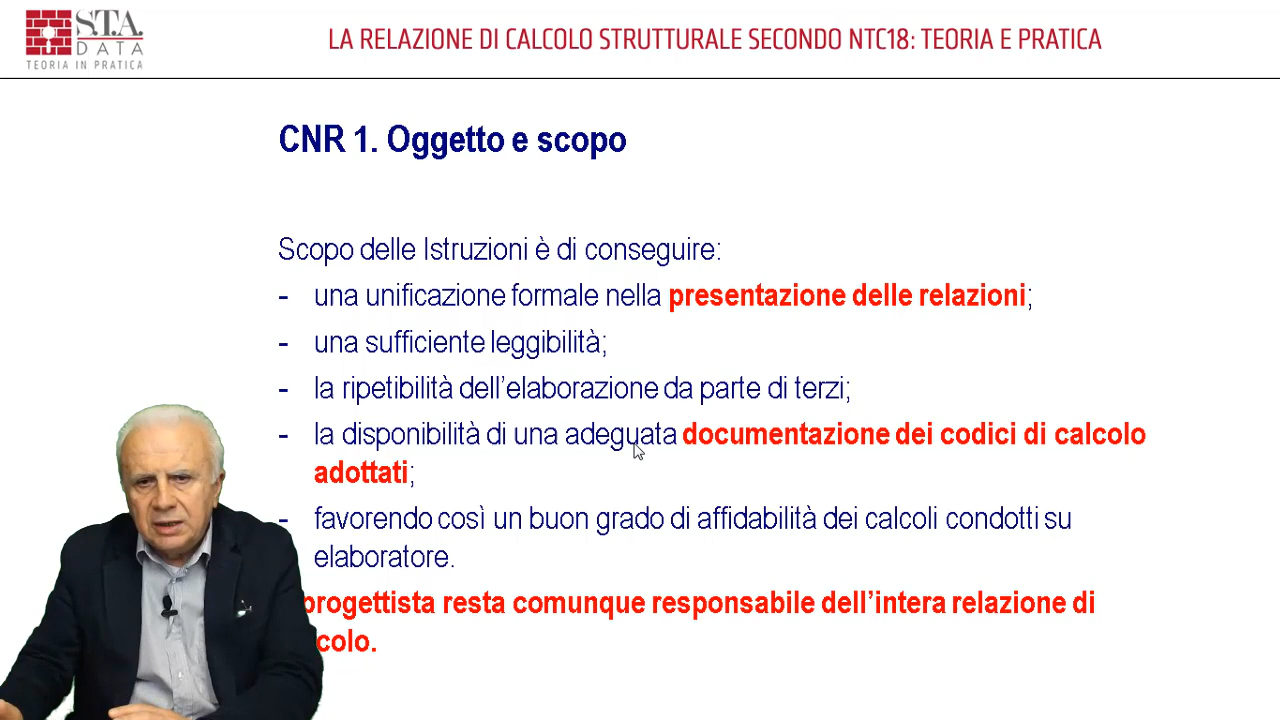 S.T.A.
DATA
TEORIA IN PRATICA
LA RELAZIONE DI CALCOLO STRUTTURALE SECONDO NTC18: TEORIA E PRATICA
CNR 1. Oggetto e scopo
Scopo delle Istruzioni è di conseguire:
- una unificazione formale nella presentazione delle relazioni;
- una sufficiente leggibilità;
- la ripetibilità dell'elaborazione da parte di terzi;
- la disponibilità di una adeguata documentazione dei codici di calcolo
adottati;
- favorendo così un buon grado di affidabilità dei calcoli condotti su
elaboratore.
progettista resta comunque responsabile dell'intera relazione di
colo.